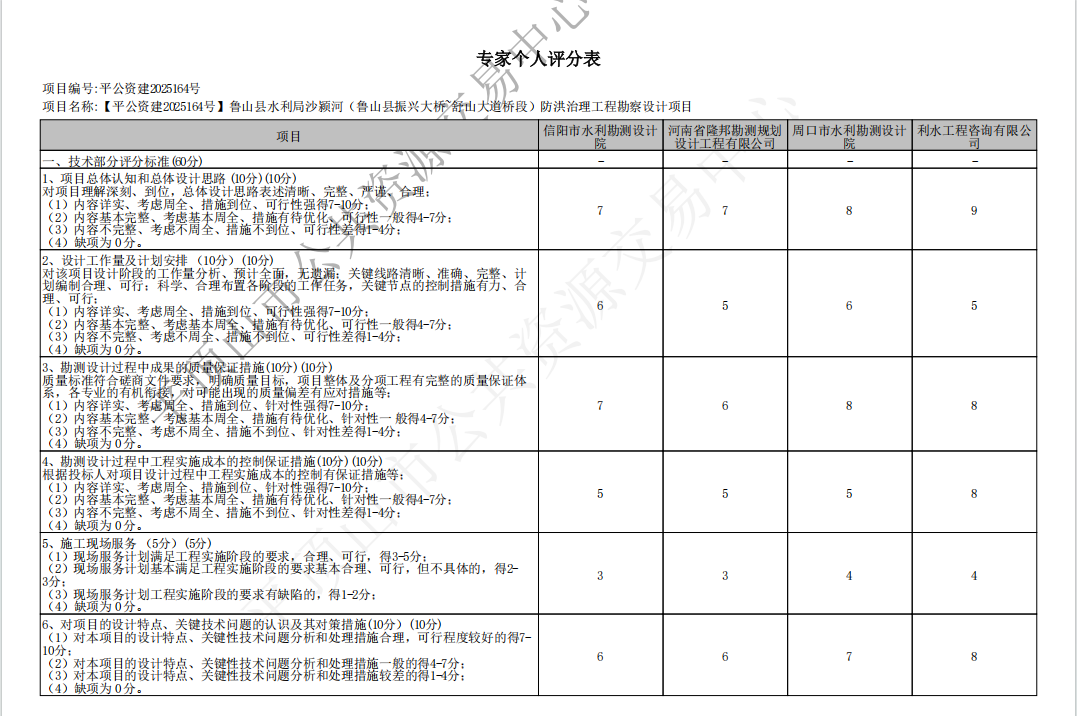 专家个人评分表
项目编号:平公资建2025164号
项目名称:【平公资建2025164号】鲁山县水利局沙颍河（鲁山县振兴大桥~舒山大道桥段）防洪治理工程勘察设计项目
项目
信阳市水利勘测设计院
河南省隆邦勘测规划设计工程有限公司
周口市水利勘测设计院
利水工程咨询有限公司
一、技术部分评分标准(60分)
－ － － －
1、项目总体认知和总体设计思路(10分)(10分)
对项目理解深刻、到位，总体设计思路表述清晰、完整、严谨、合理；
（1）内容详实、考虑周全、措施到位、可行性强得7-10分；
（2）内容基本完整、考虑基本周全、措施有待优化、可行性一般得4-7分；
（3）内容不完整、考虑不周全、措施不到位、可行性差得1-4分；
（4）缺项为0分。
7 7 8 9
2、设计工作量及计划安排（10分）(10分)
对该项目设计阶段的工作量分析、预计全面，无遗漏；关键线路清晰、准确、完整、计
划编制合理、可行；科学、合理布置各阶段的工作任务，关键节点的控制措施有力、合
理、可行；
（1）内容详实、考虑周全、措施到位、可行性强得7-10分；
（2）内容基本完整、考虑基本周全、措施有待优化、可行性一般得4-7分；
（3）内容不完整、考虑不周全、措施不到位、可行性差得1-4分；
（4）缺项为0分。
6 5 6 5
3、勘测设计过程中成果的质量保证措施(10分)(10分)
质量标准符合磋商文件要求，明确质量目标，项目整体及分项工程有完整的质量保证体
系，各专业的有机衔接，对可能出现的质量偏差有应对措施等；
（1）内容详实、考虑周全、措施到位、针对性强得7-10分；
（2）内容基本完整、考虑基本周全、措施有待优化、针对性一 般得4-7分；
（3）内容不完整、考虑不周全、措施不到位、针对性差得1-4分；
（4）缺项为0分。
7 6 8 8
4、勘测设计过程中工程实施成本的控制保证措施(10分)(10分)
根据投标人对项目设计过程中工程实施成本的控制有保证措施等；
（1）内容详实、考虑周全、措施到位、针对性强得7-10分；
（2）内容基本完整、考虑基本周全、措施有待优化、针对性一般得4-7分；
（3）内容不完整、考虑不周全、措施不到位、针对性差得1-4分；
（4）缺项为0分。
5 5 5 8
5、施工现场服务（5分）(5分)
（1）现场服务计划满足工程实施阶段的要求，合理、可行，得3-5分；
（2）现场服务计划基本满足工程实施阶段的要求基本合理、可行，但不具体的，得2-
3分；
（3）现场服务计划工程实施阶段的要求有缺陷的，得1-2分；
（4）缺项为0分。
3 3 4 4
6、对项目的设计特点、关键技术问题的认识及其对策措施(10分）(10分)
（1）对本项目的设计特点、关键性技术问题分析和处理措施合理，可行程度较好的得7-
10分；
（2）对本项目的设计特点、关键性技术问题分析和处理措施一般的得4-7分；
（3）对本项目的设计特点、关键性技术问题分析和处理措施较差的得1-4分；
（4）缺项为0分。
6 6 7 8
平顶山市公共资源交易中心
平顶山市公共资源交易中心